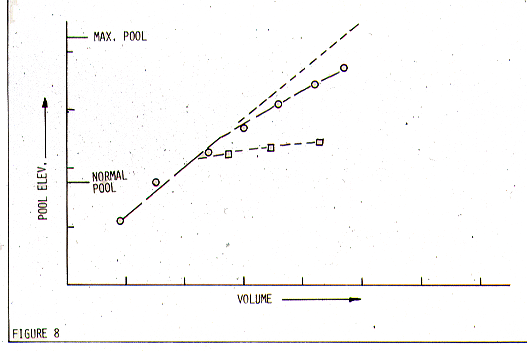 MAX. POOL
NORMAL
POOL
POOL ELEV.
VOLUME
FIGURE 8